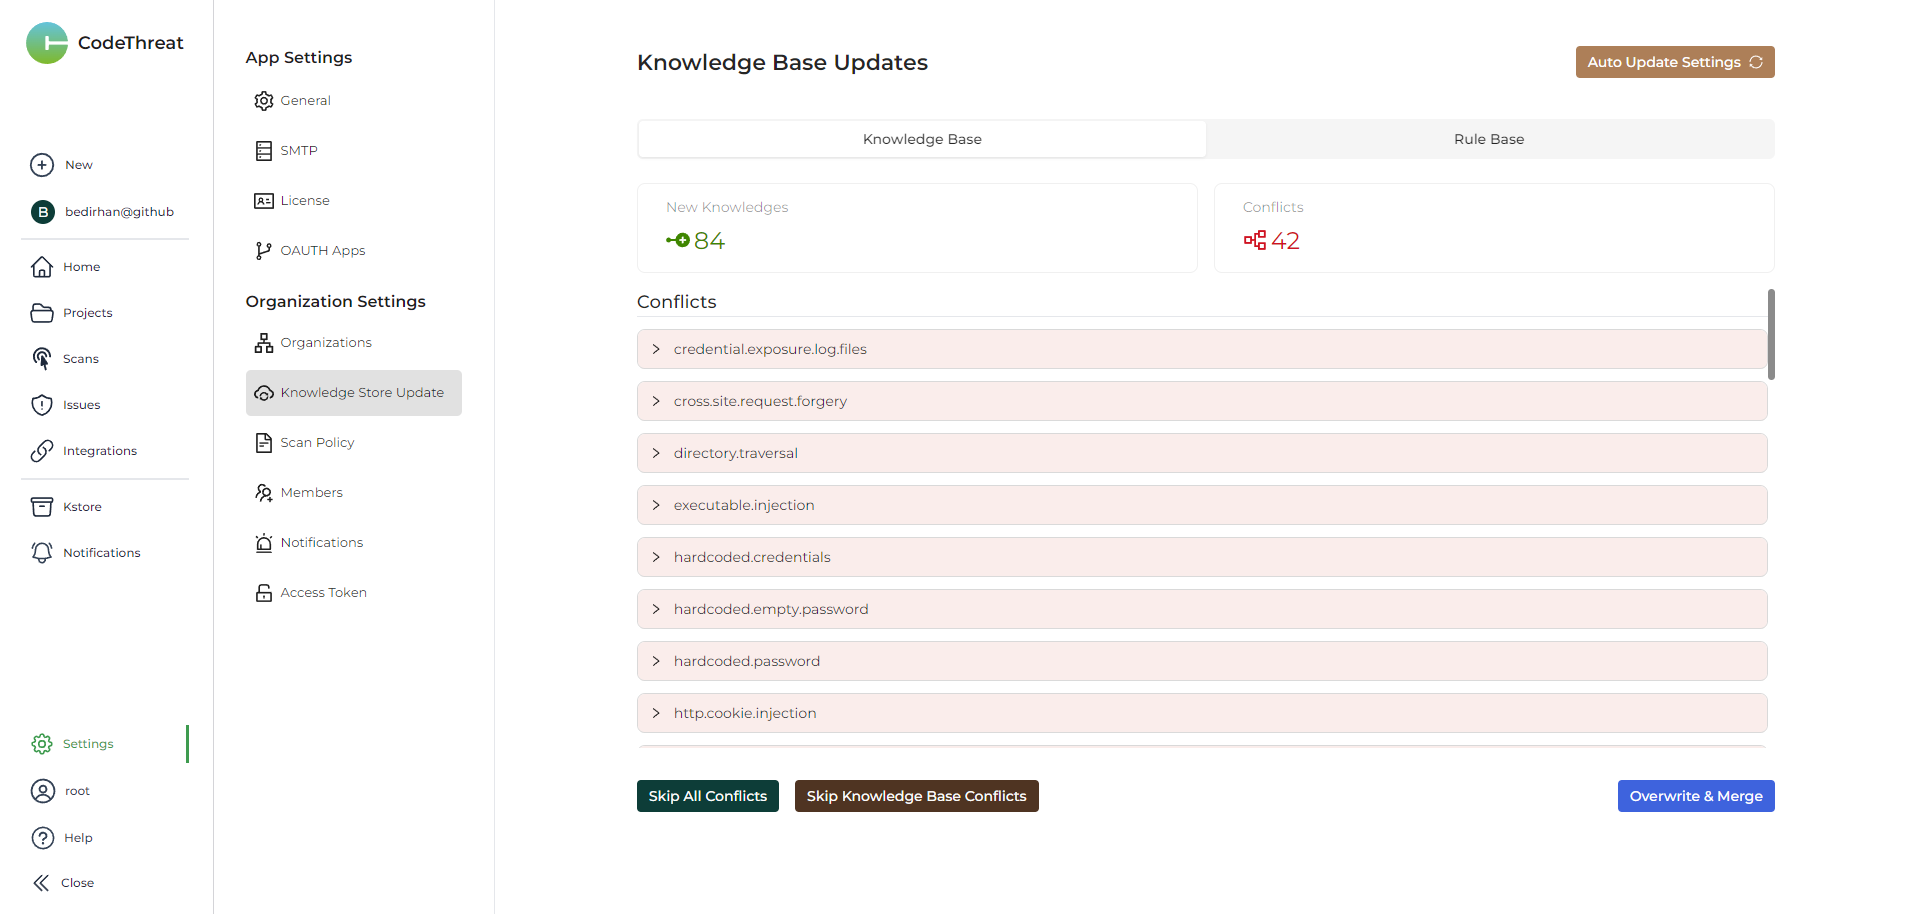 CodeThreat
New
B
bedirhan@github
Home
Projects
Scans
Issues
Integrations
Kstore
Notifications
Settings
root
Help
Close
App Settings
General
SMTP
License
OAUTH Apps
Organization Settings
Organizations
Knowledge Store Update
Scan Policy
Members
Notifications
Access Token
Knowledge Base Updates
Auto Update Settings
Knowledge Base
Rule Base
New Knowledges
84
Conflicts
42
Conflicts
credential.exposure.log.files
cross.site.request.forgery
directory.traversal
executable.injection
hardcoded.credentials
hardcoded.empty.password
hardcoded.password
http.cookie.injection
Skip All Conflicts
Skip Knowledge Base Conflicts
Overwrite & Merge